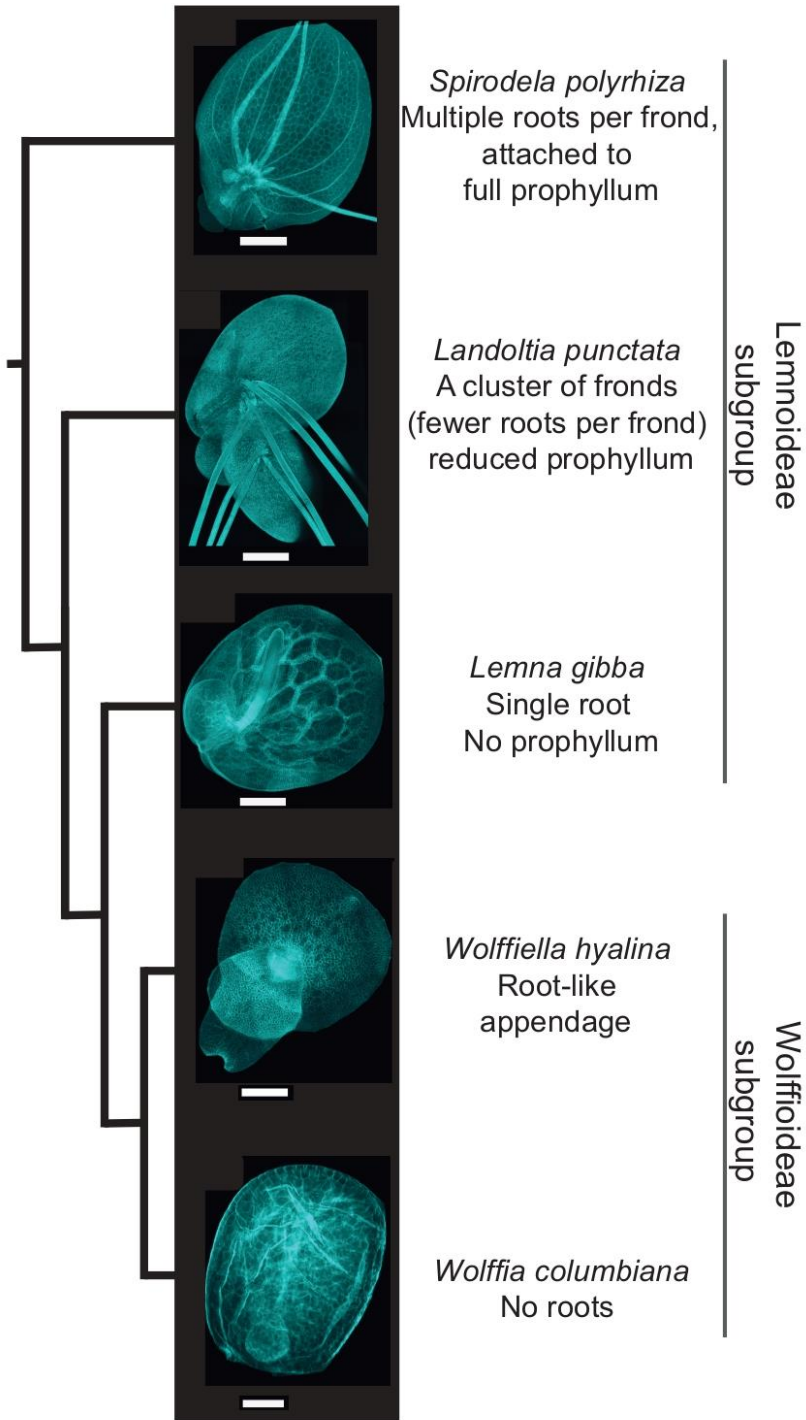 Spirodela polyrhiza
Multiple roots per frond,
attached to
full prophyllum
Landoltia punctata
A cluster of fronds
(fewer roots per frond)
reduced prophyllum
Lemna gibba
Single root
No prophyllum
Lemnoideae
subgroup
Wolffiella hyalina
Root-like
appendage
Wolffia columbiana
No roots
Wolffioideae
subgroup